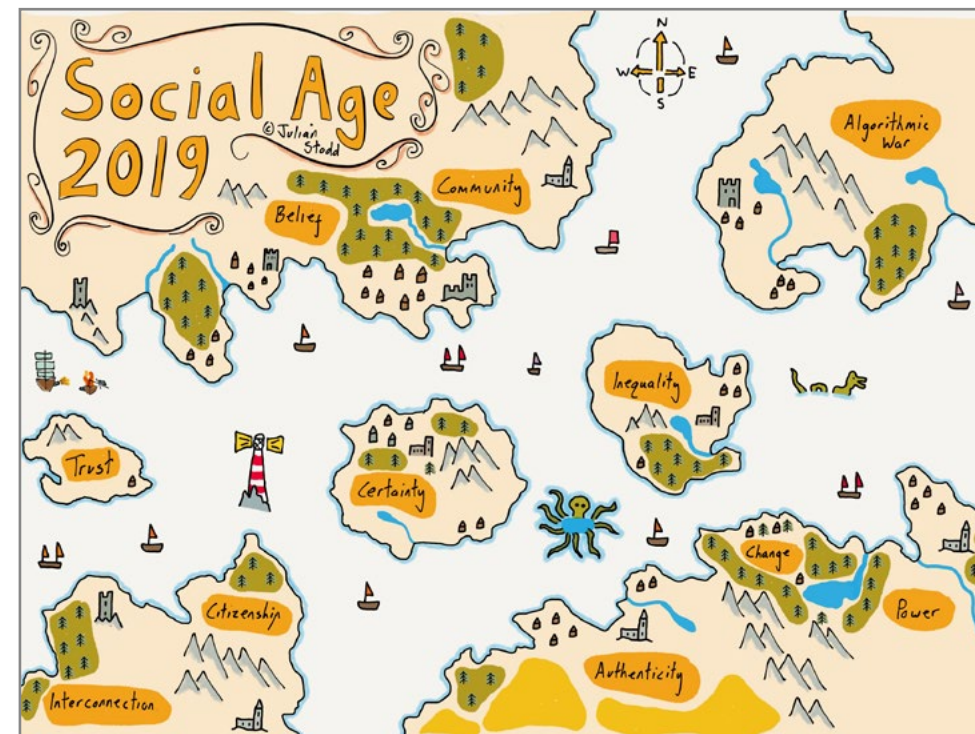 Social Age
2019
© Julian
Stodd
N
W E
S
Algorithmic
War
Community
Belief
Inequality
Trust
Certainty
Change
Citizenship
Power
Authenticity
Interconnection